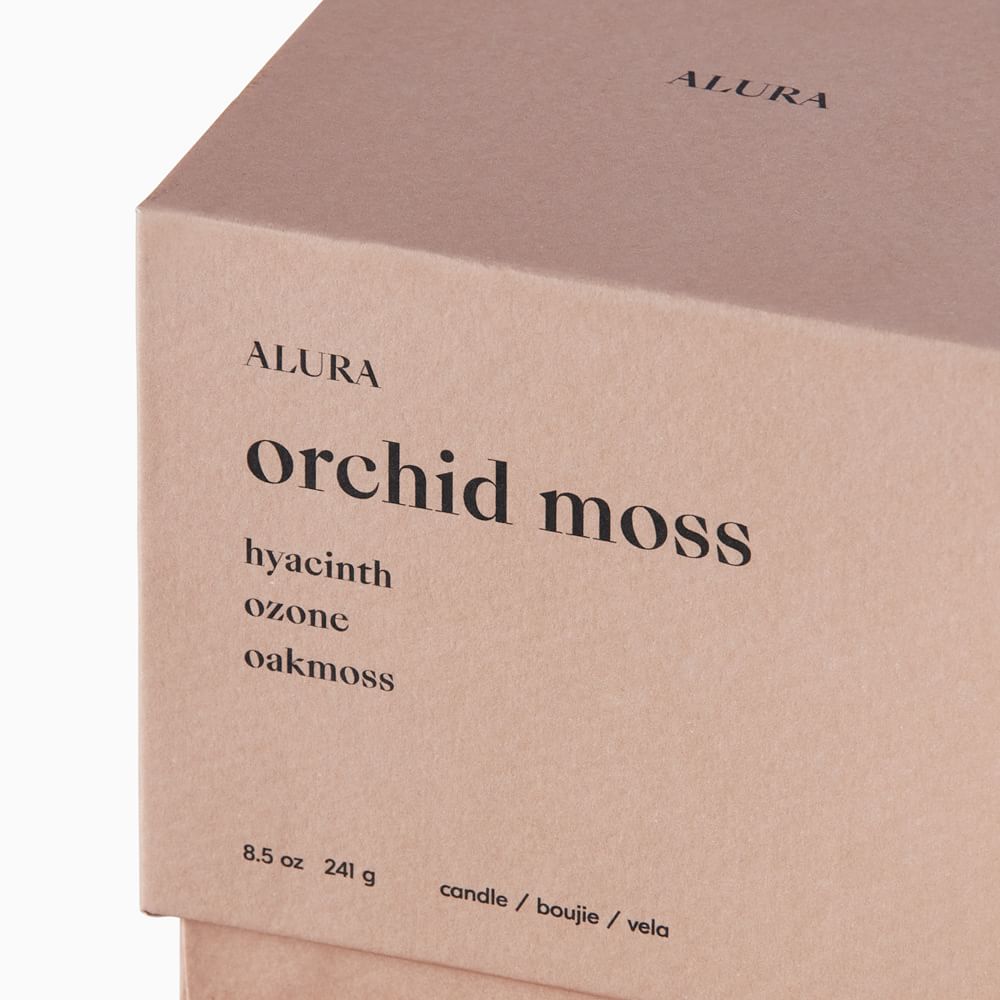 ALURA
ALURA
orchid moss
hyacinth
ozone
oakmoss
8.5 oz 241 g
candle / boujie / vela